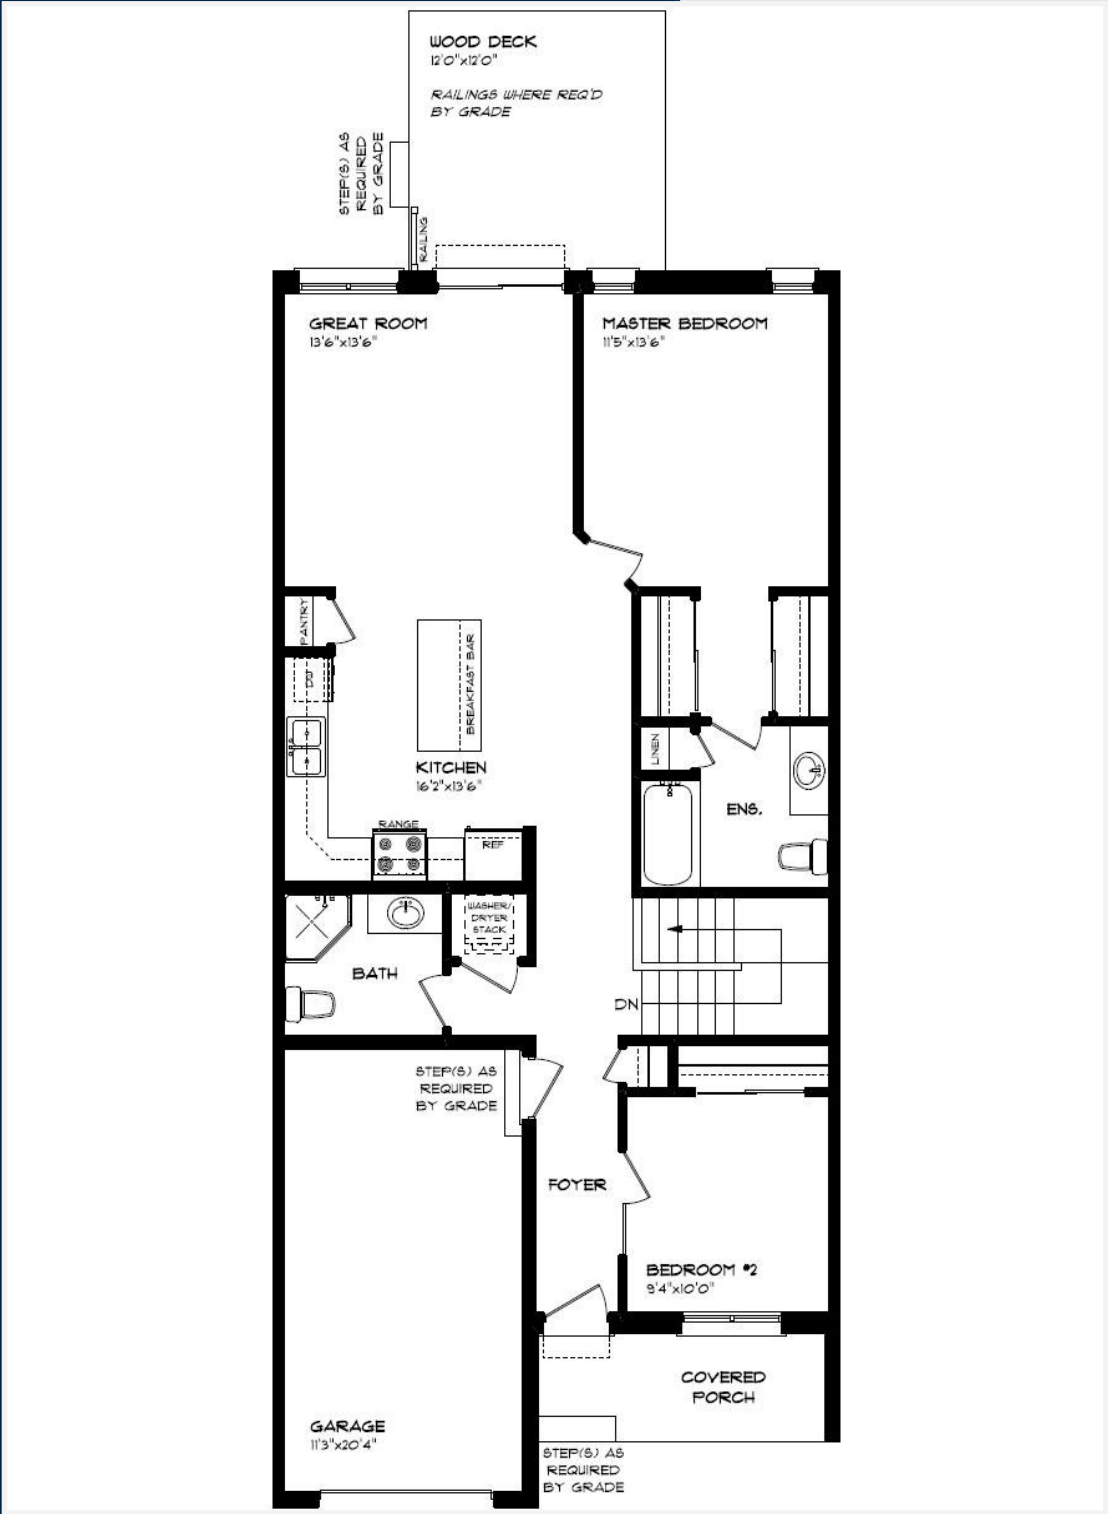 WOOD DECK
12'0"x12'0"
RAILINGS WHERE REQ'D
BY GRADE
STEP(S) AS
REQUIRED
BY GRADE
RAILING
GREAT ROOM
13'6"x13'6"
MASTER BEDROOM
11'5"x13'6"
PANTRY
DW
BREAKFAST BAR
KITCHEN
16'2"x13'6"
LINEN
ENS.
RANGE
REF
WASHER/
DRYER
STACK
BATH
DN
STEP(S) AS
REQUIRED
BY GRADE
FOYER
BEDROOM #2
9'4"x10'0"
COVERED
PORCH
GARAGE
11'3"x20'4"
STEP(S) AS
REQUIRED
BY GRADE